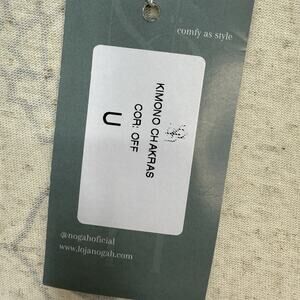 comfy as style
KIMONO CHAKRAS
COR: OFF
U
@nogahoficial
www.lojanogah.com